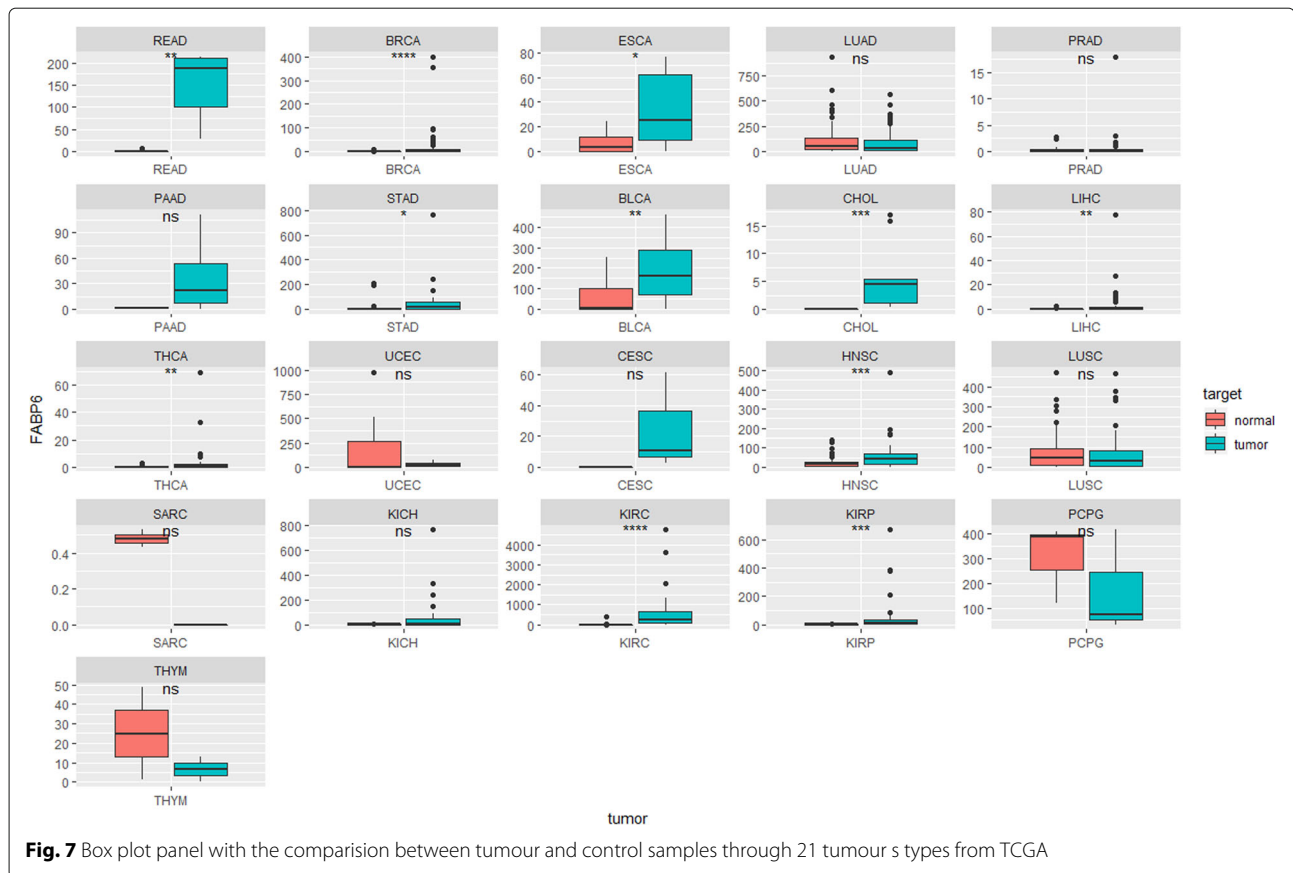 READ BRCA ESCA LUAD PRAD
** **** * ns ns
200 150 100 50 0
400 300 200 100 0
80 60 40 20 0
750 500 250 0
15 10 5 0
READ BRCA ESCA LUAD PRAD
PAAD STAD BLCA CHOL LIHC
ns * ** *** **
90 60 30 0
800 600 400 200 0
400 300 200 100 0
15 10 5 0
80 60 40 20 0
PAAD STAD BLCA CHOL LIHC
THCA UCEC CESC HNSC LUSC
** ns ns *** ns
60 40 20 0
1000 750 500 250 0
60 40 20 0
500 400 300 200 100 0
400 300 200 100 0
THCA UCEC CESC HNSC LUSC
FABP6
target
normal
tumor
SARC KICH KIRC KIRP PCPG
ns ns **** *** ns
0.4 0.2 0.0
800 600 400 200 0
4000 3000 2000 1000 0
600 400 200 0
400 300 200 100
SARC KICH KIRC KIRP PCPG
THYM
ns
50 40 30 20 10 0
THYM
tumor
Fig. 7 Box plot panel with the comparision between tumour and control samples through 21 tumour s types from TCGA